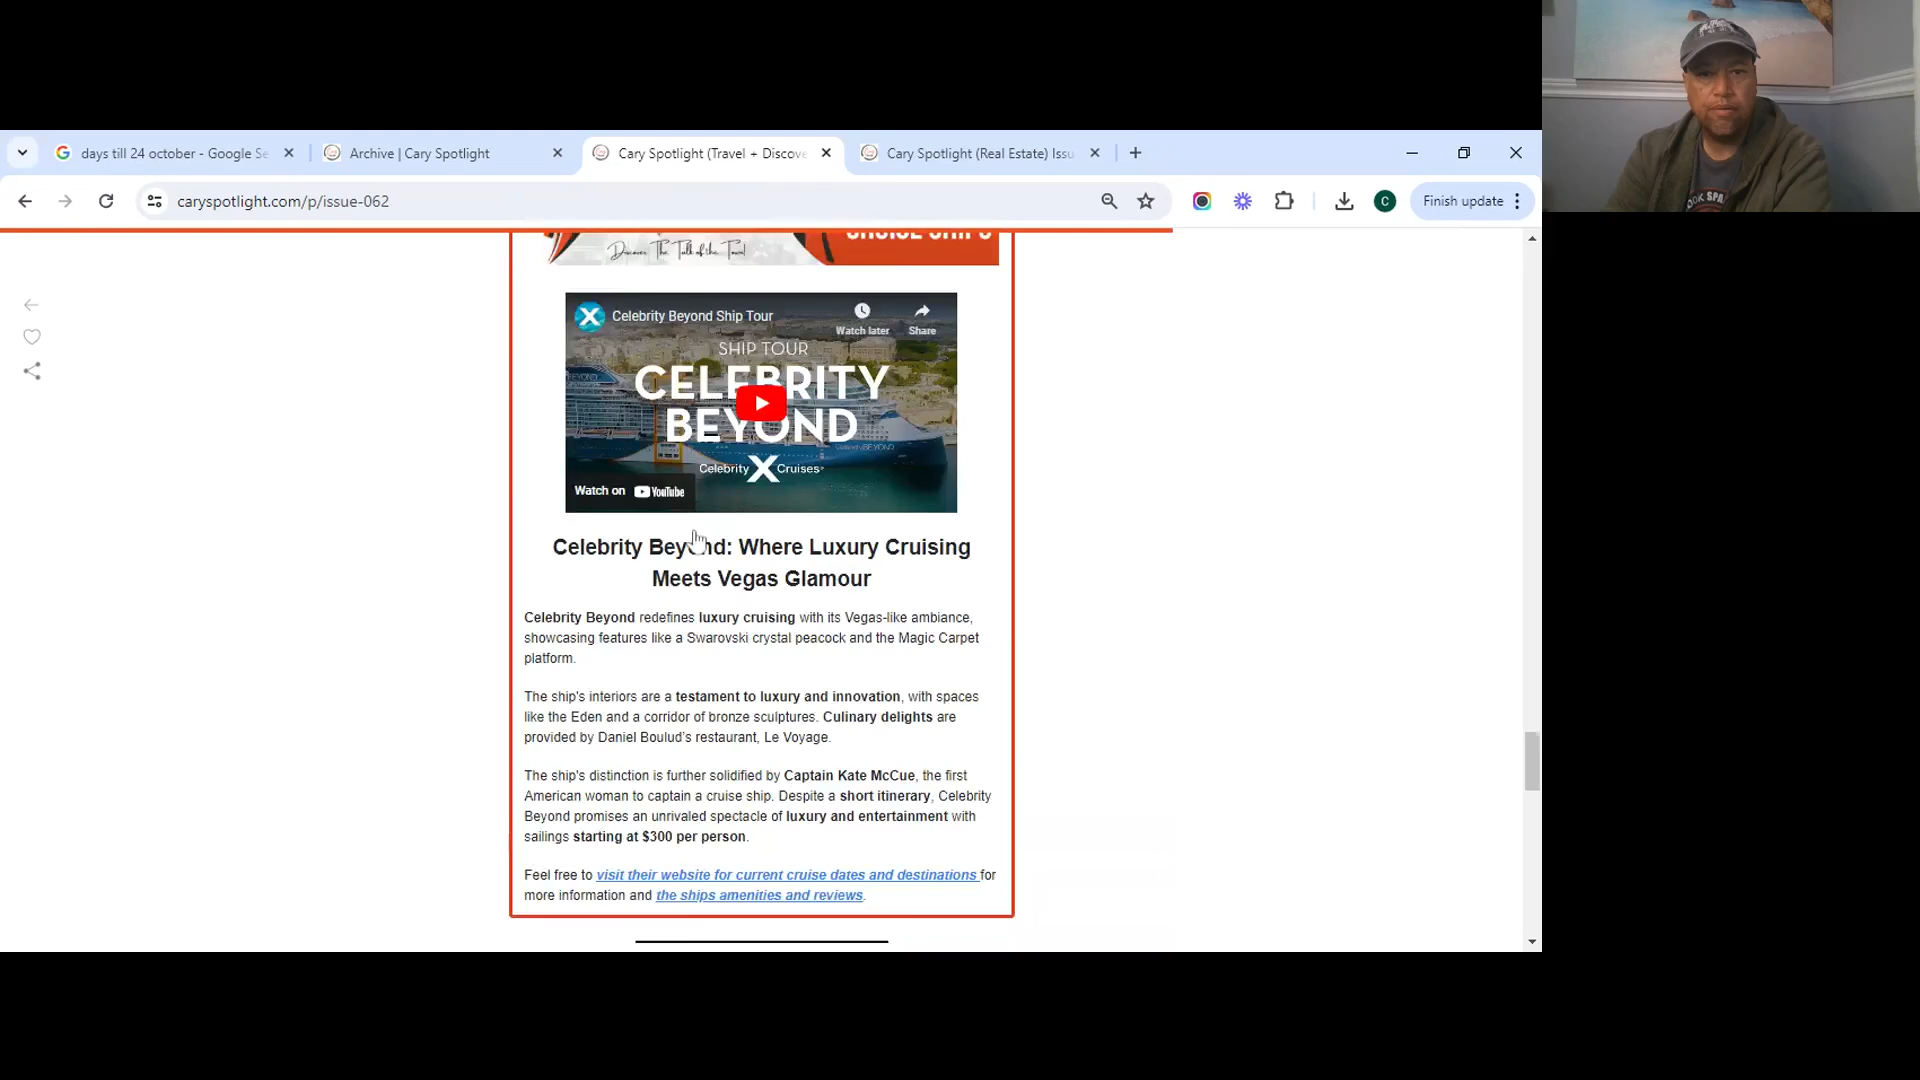 days till 24 october - Google Se
Archive | Cary Spotlight
Cary Spotlight (Travel + Discove
Cary Spotlight (Real Estate) Issu
caryspotlight.com/p/issue-062
C
Finish update
Discover The Talk of the Town!
CRUISE SHIPS
Celebrity Beyond Ship Tour
Watch later
Share
SHIP TOUR
CELEBRITY
BEYOND
Celebrity X Cruises
Watch on YouTube
Celebrity Beyond: Where Luxury Cruising
Meets Vegas Glamour
Celebrity Beyond redefines luxury cruising with its Vegas-like ambiance,
showcasing features like a Swarovski crystal peacock and the Magic Carpet
platform.
The ship's interiors are a testament to luxury and innovation, with spaces
like the Eden and a corridor of bronze sculptures. Culinary delights are
provided by Daniel Boulud's restaurant, Le Voyage.
The ship's distinction is further solidified by Captain Kate McCue, the first
American woman to captain a cruise ship. Despite a short itinerary, Celebrity
Beyond promises an unrivaled spectacle of luxury and entertainment with
sailings starting at $300 per person.
Feel free to visit their website for current cruise dates and destinations for
more information and the ships amenities and reviews.